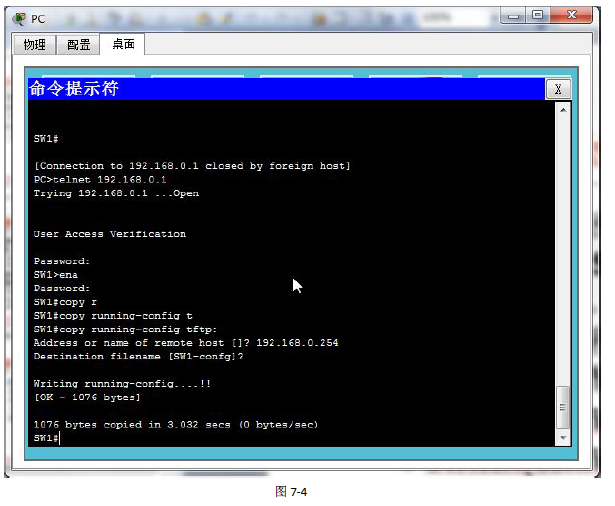 PC
物理 配置 桌面
命令提示符
X
SW1#
[Connection to 192.168.0.1 closed by foreign host]
PC>telnet 192.168.0.1
Trying 192.168.0.1 ...Open
User Access Verification
Password:
SW1>ena
Password:
SW1#copy r
SW1#copy running-config t
SW1#copy running-config tftp:
Address or name of remote host []? 192.168.0.254
Destination filename [SW1-confg]?
Writing running-config....!!
[OK - 1076 bytes]
1076 bytes copied in 3.032 secs (0 bytes/sec)
SW1#
图 7-4